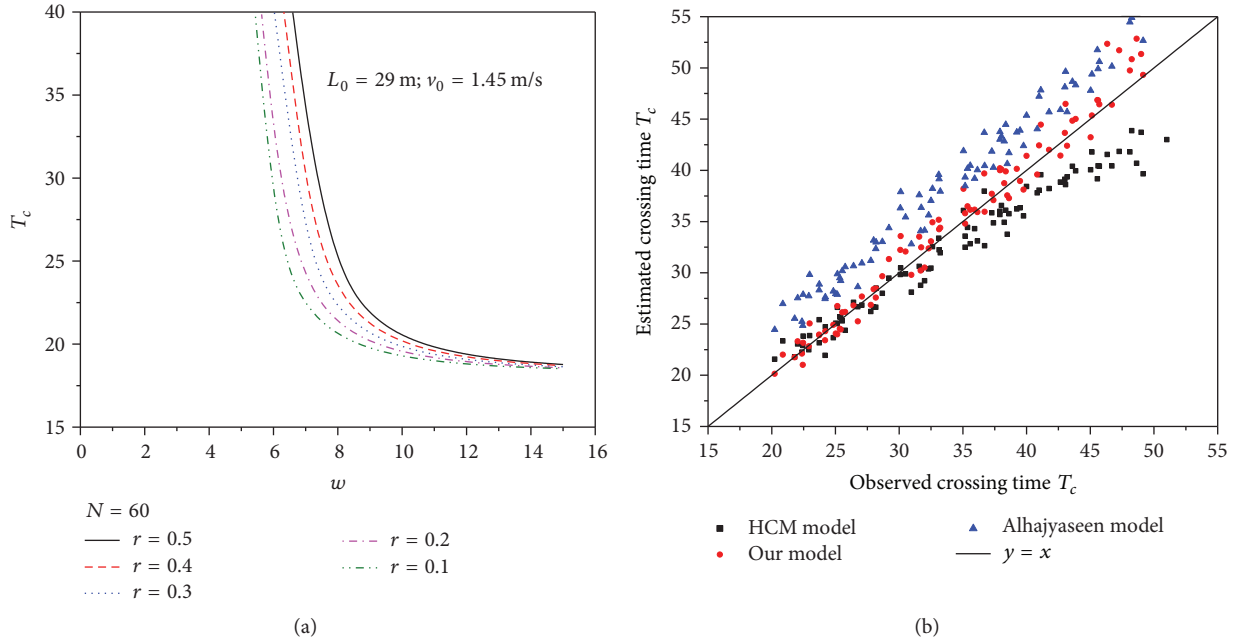 40
35
30
25
20
15
T_c
L_0 = 29 m; v_0 = 1.45 m/s
0 2 4 6 8 10 12 14 16
w
N = 60
r = 0.5
r = 0.4
r = 0.3
r = 0.2
r = 0.1
(a)
55
50
45
40
35
30
25
20
15
Estimated crossing time T_c
15 20 25 30 35 40 45 50 55
Observed crossing time T_c
HCM model
Our model
Alhajyaseen model
y = x
(b)